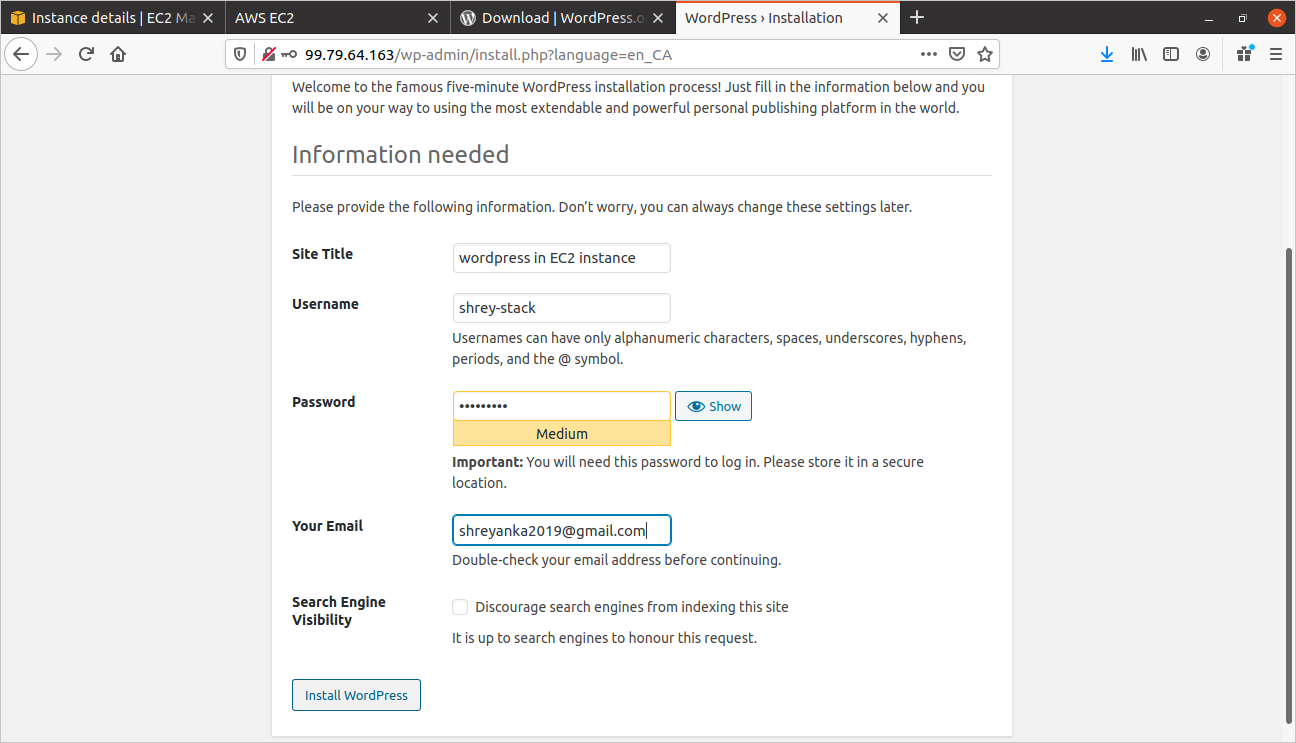 Instance details | EC2 Ma
AWS EC2
Download | WordPress.o
WordPress › Installation
99.79.64.163/wp-admin/install.php?language=en_CA
Welcome to the famous five-minute WordPress installation process! Just fill in the information below and you
will be on your way to using the most extendable and powerful personal publishing platform in the world.
Information needed
Please provide the following information. Don’t worry, you can always change these settings later.
Site Title
wordpress in EC2 instance
Username
shrey-stack
Usernames can have only alphanumeric characters, spaces, underscores, hyphens,
periods, and the @ symbol.
Password
•••••••••
Show
Medium
Important: You will need this password to log in. Please store it in a secure
location.
Your Email
shreyanka2019@gmail.com
Double-check your email address before continuing.
Search Engine
Visibility
Discourage search engines from indexing this site
It is up to search engines to honour this request.
Install WordPress